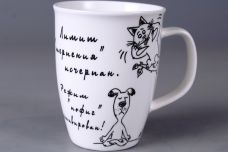 Лимит
терпения"
исчерпан.
Режим
"пофиг"
активирован!